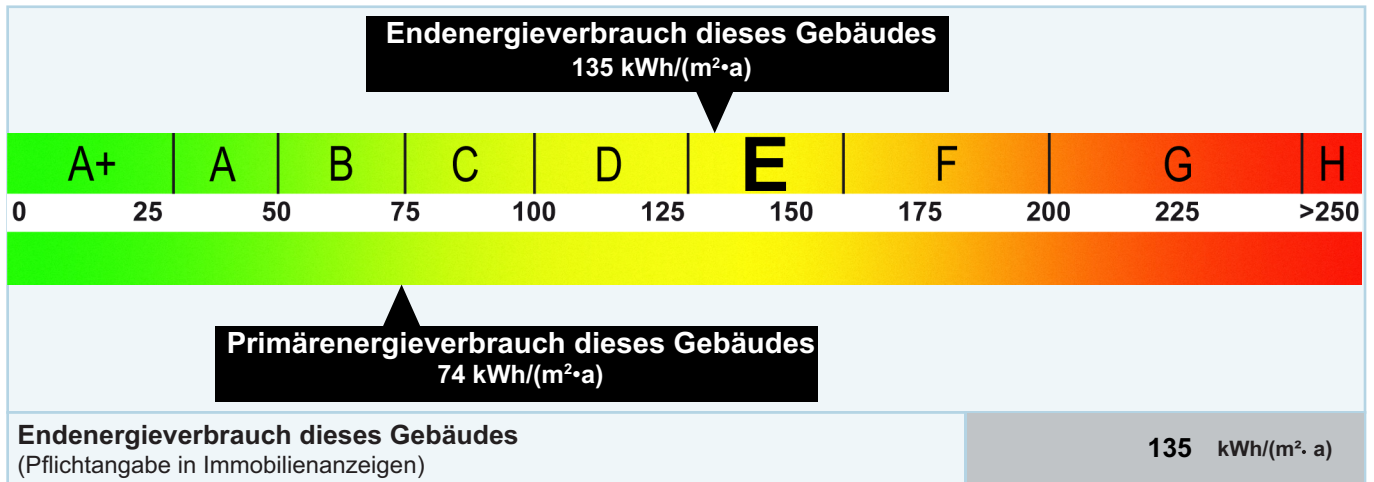 Endenergieverbrauch dieses Gebäudes
135 kWh/(m²•a)
A+ A B C D E F G H
0 25 50 75 100 125 150 175 200 225 >250
Primärenergieverbrauch dieses Gebäudes
74 kWh/(m²•a)
Endenergieverbrauch dieses Gebäudes
(Pflichtangabe in Immobilienanzeigen)
135 kWh/(m²· a)